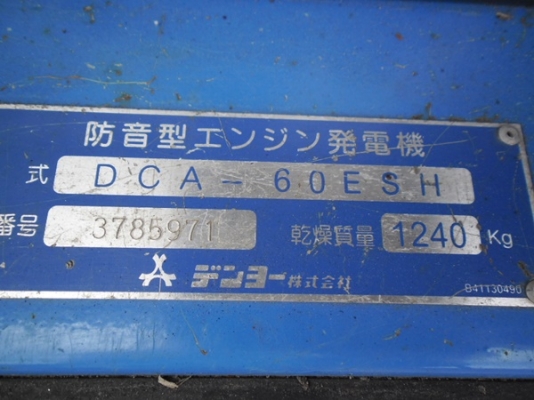 防音型エンジン発電機
式 DCA-60ESH
番号 3785971 乾燥質量 1240 Kg
デンヨー株式会社
841130490